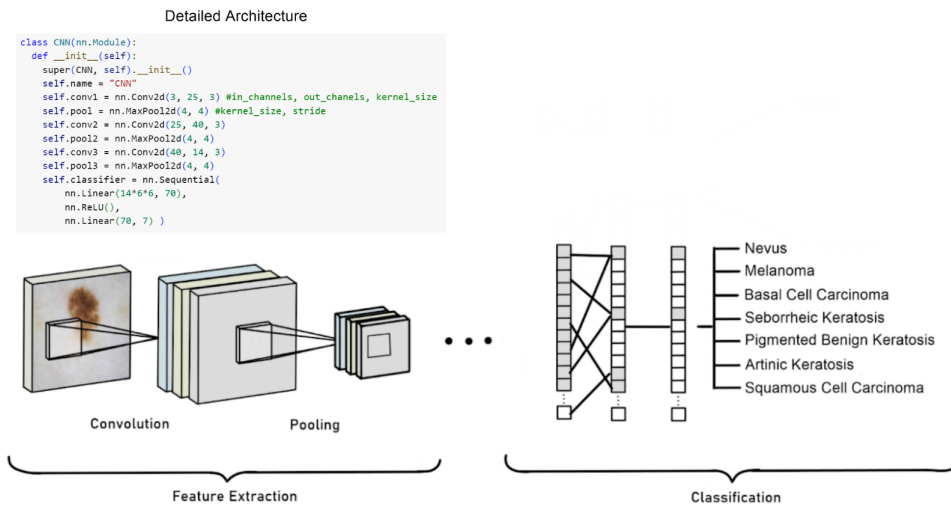 Detailed Architecture
class CNN(nn.Module):
def __init__(self):
super(CNN, self).__init__()
self.name = "CNN"
self.conv1 = nn.Conv2d(3, 25, 3) #in_channels, out_chanels, kernel_size
self.pool = nn.MaxPool2d(4, 4) #kernel_size, stride
self.conv2 = nn.Conv2d(25, 40, 3)
self.pool2 = nn.MaxPool2d(4, 4)
self.conv3 = nn.Conv2d(40, 14, 3)
self.pool3 = nn.MaxPool2d(4, 4)
self.classifier = nn.Sequential(
nn.Linear(14*6*6, 70),
nn.ReLU(),
nn.Linear(70, 7) )
Convolution
Pooling
Feature Extraction
Nevus
Melanoma
Basal Cell Carcinoma
Seborrheic Keratosis
Pigmented Benign Keratosis
Artinic Keratosis
Squamous Cell Carcinoma
Classification